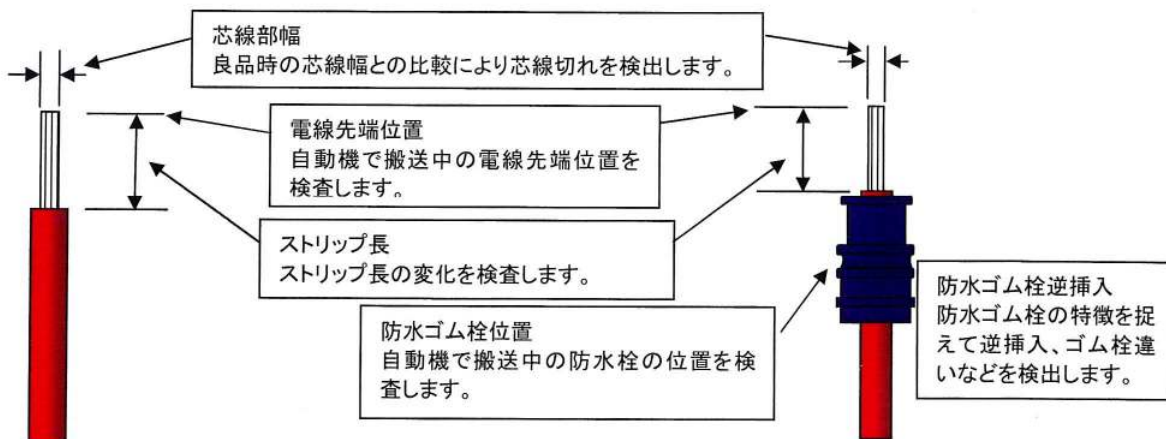 芯線部幅
良品時の芯線幅との比較により芯線切れを検出します。
電線先端位置
自動機で搬送中の電線先端位置を
検査します。
ストリップ長
ストリップ長の変化を検査します。
防水ゴム栓位置
自動機で搬送中の防水栓の位置を検
査します。
防水ゴム栓逆挿入
防水ゴム栓の特徴を捉
えて逆挿入、ゴム栓違
いなどを検出します。